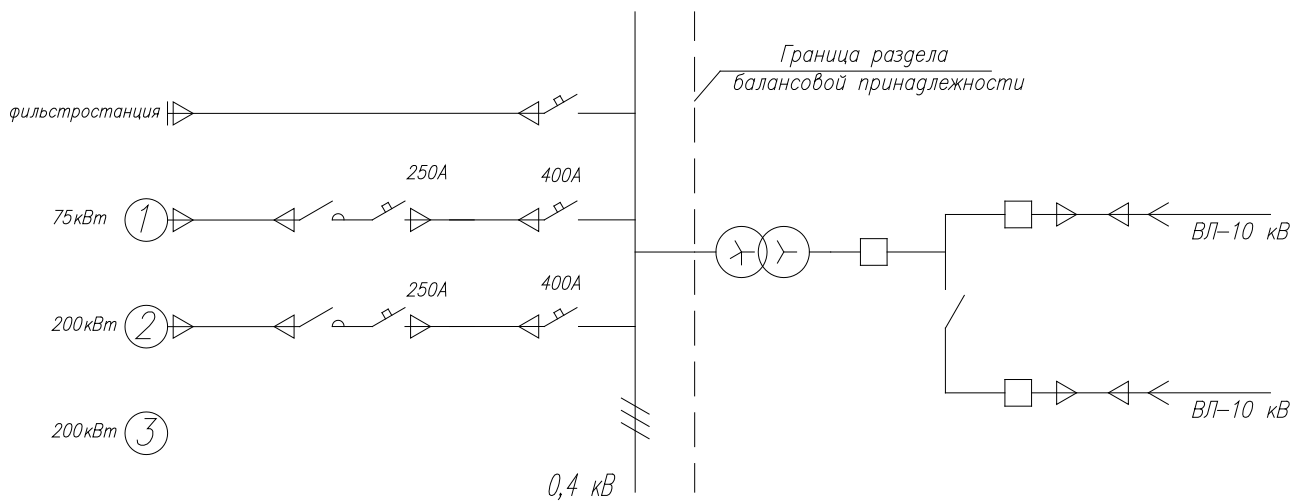 Граница раздела
балансовой принадлежности
фильстростанция
250А
400А
75кВт
1
ВЛ-10 кВ
250А
400А
200кВт
2
ВЛ-10 кВ
200кВт
3
0,4 кВ